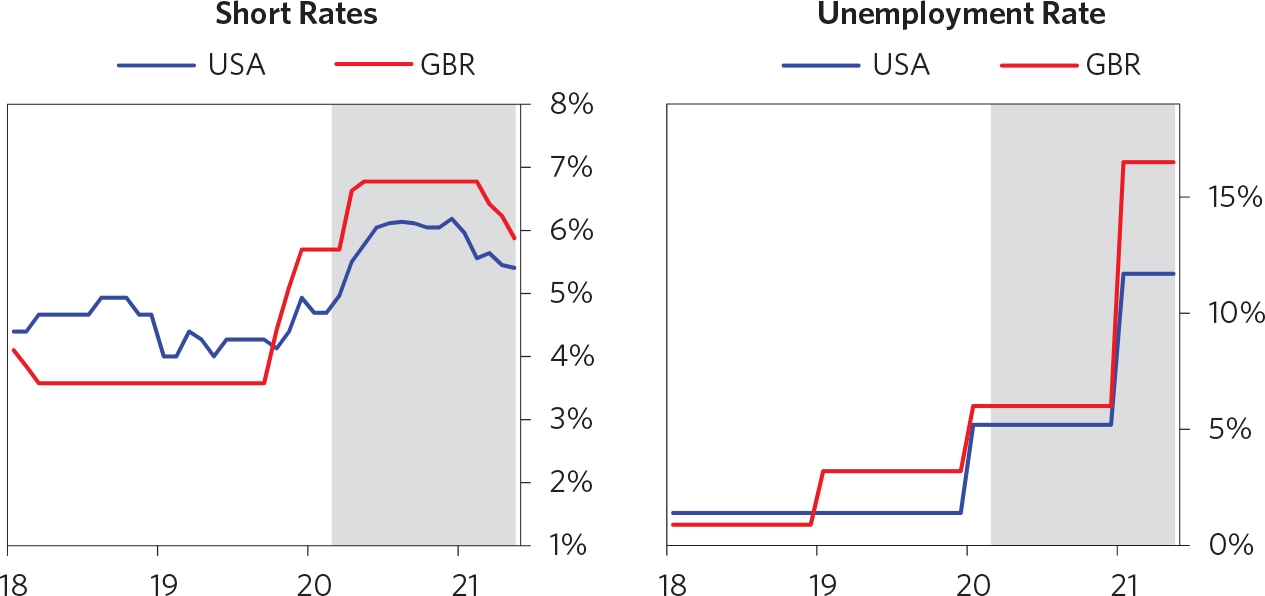 Short Rates
USA GBR
8%
7%
6%
5%
4%
3%
2%
1%
18 19 20 21
Unemployment Rate
USA GBR
15%
10%
5%
0%
18 19 20 21